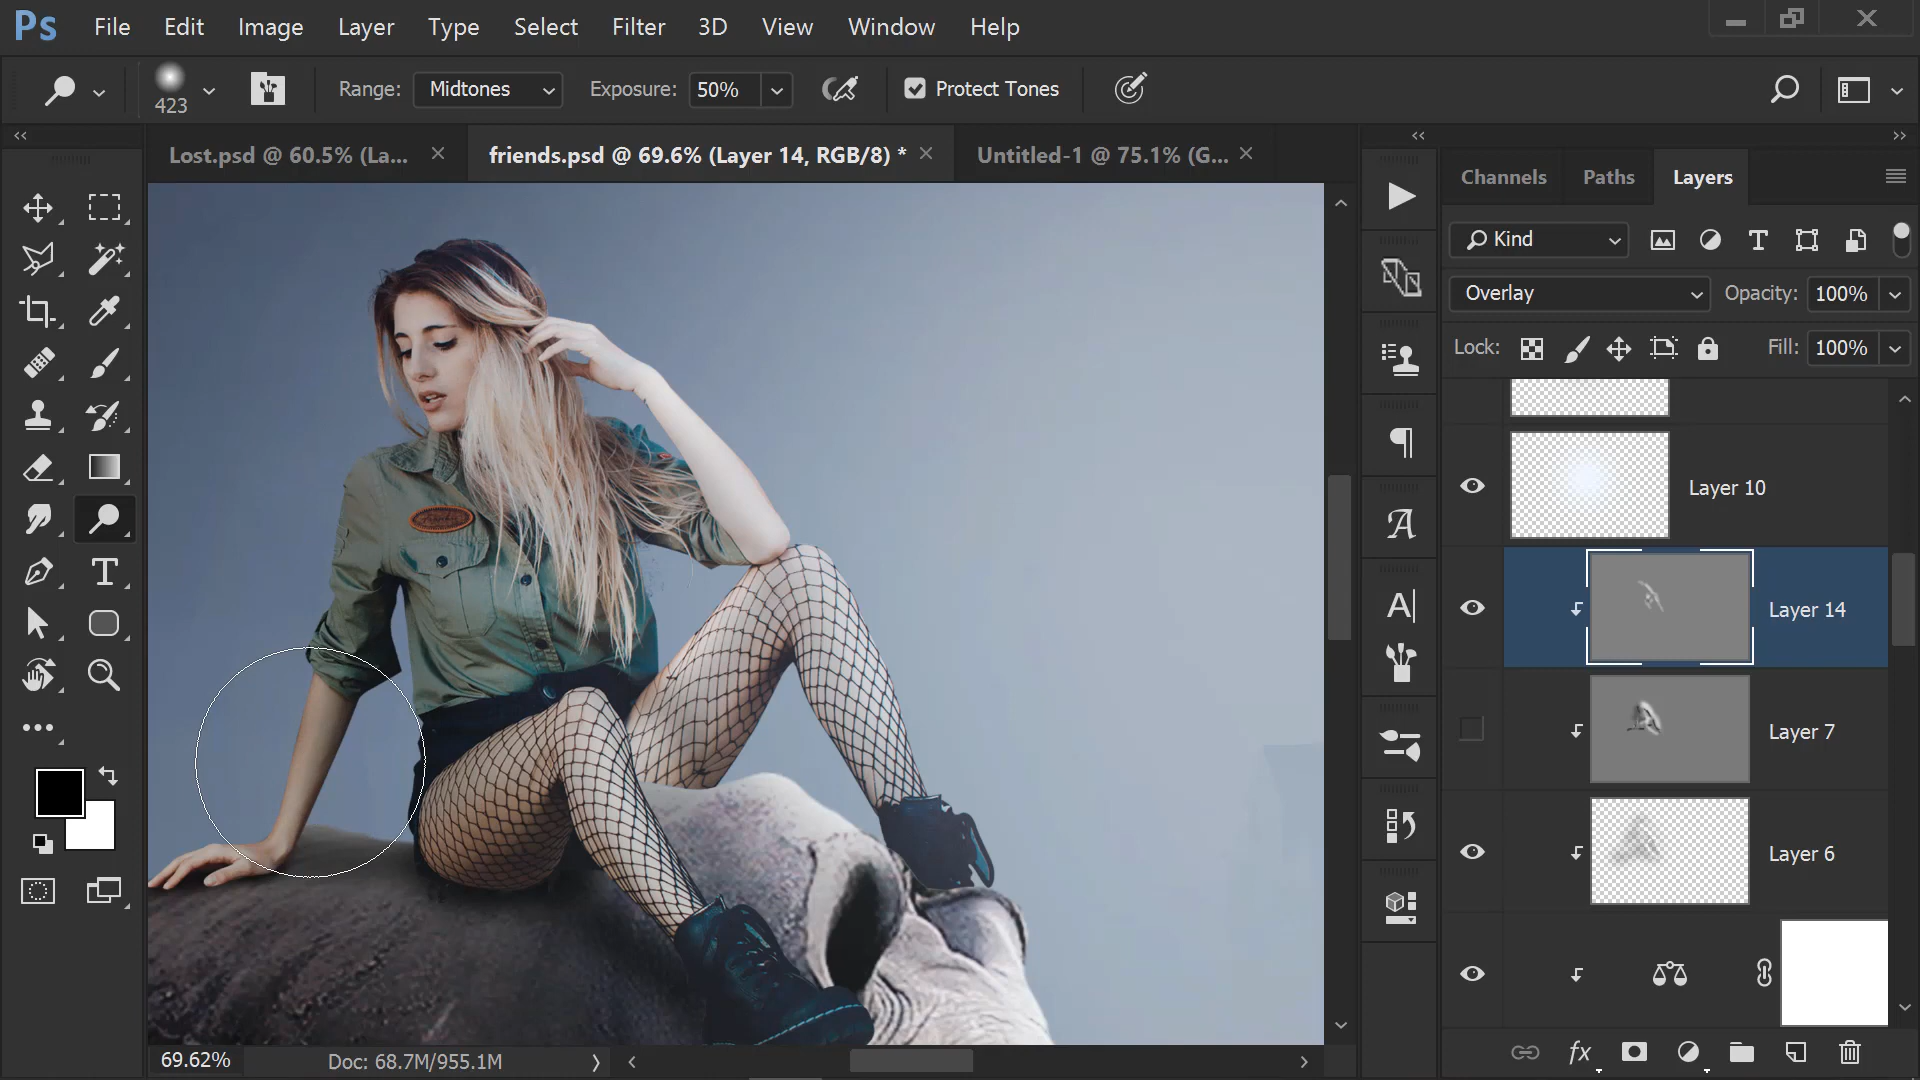 Ps File Edit Image Layer Type Select Filter 3D View Window Help
423 Range: Midtones Exposure: 50% Protect Tones
Lost.psd @ 60.5% (La... friends.psd @ 69.6% (Layer 14, RGB/8) * Untitled-1 @ 75.1% (G...
Channels Paths Layers
Kind
Overlay Opacity: 100%
Lock: Fill: 100%
Layer 10
Layer 14
Layer 7
Layer 6
69.62% Doc: 68.7M/955.1M